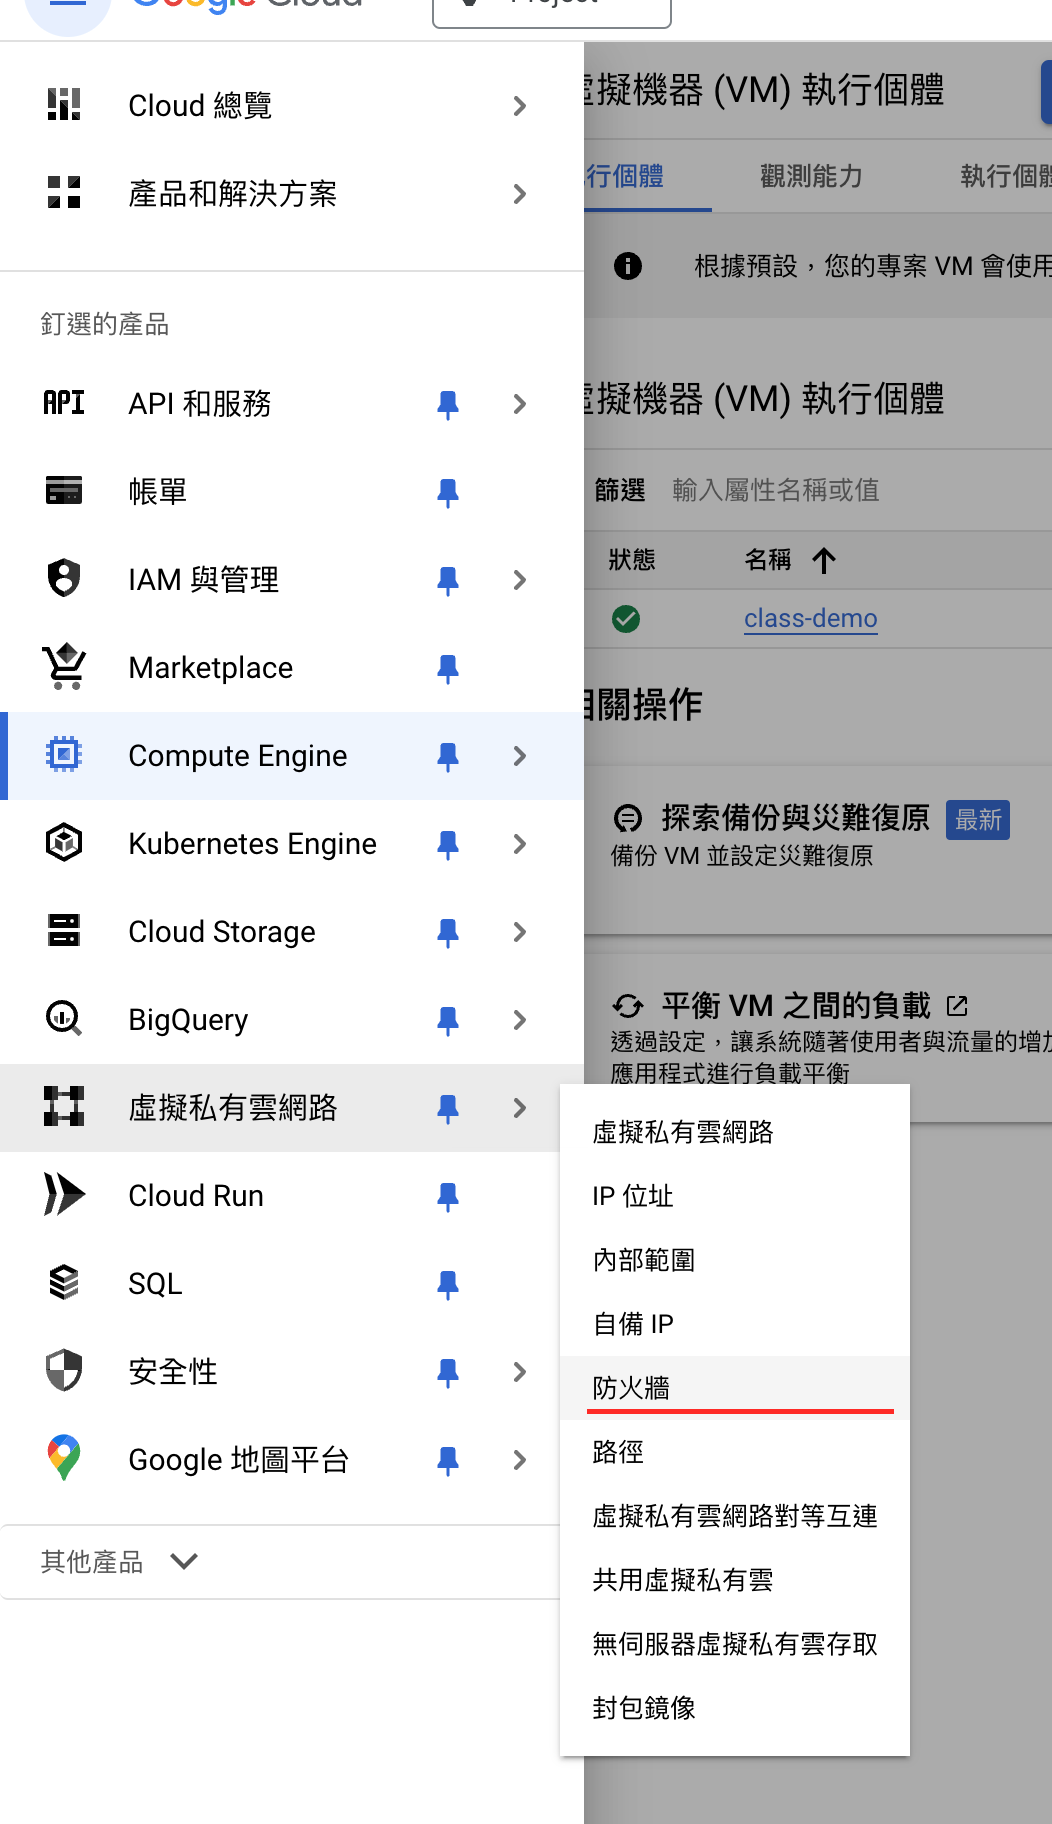 Google Cloud
Project
Cloud 總覽
產品和解決方案
釘選的產品
API 和服務
帳單
IAM 與管理
Marketplace
Compute Engine
Kubernetes Engine
Cloud Storage
BigQuery
虛擬私有雲網路
Cloud Run
SQL
安全性
Google 地圖平台
其他產品
虛擬私有雲網路
IP 位址
內部範圍
自備 IP
防火牆
路徑
虛擬私有雲網路對等互連
共用虛擬私有雲
無伺服器虛擬私有雲存取
封包鏡像
擬機器 (VM) 執行個體
行個體
觀測能力
執行個體
根據預設，您的專案 VM 會使用
擬機器 (VM) 執行個體
篩選 輸入屬性名稱或值
狀態 名稱
class-demo
關操作
探索備份與災難復原 最新
備份 VM 並設定災難復原
平衡 VM 之間的負載
透過設定，讓系統隨著使用者與流量的增加
應用程式進行負載平衡